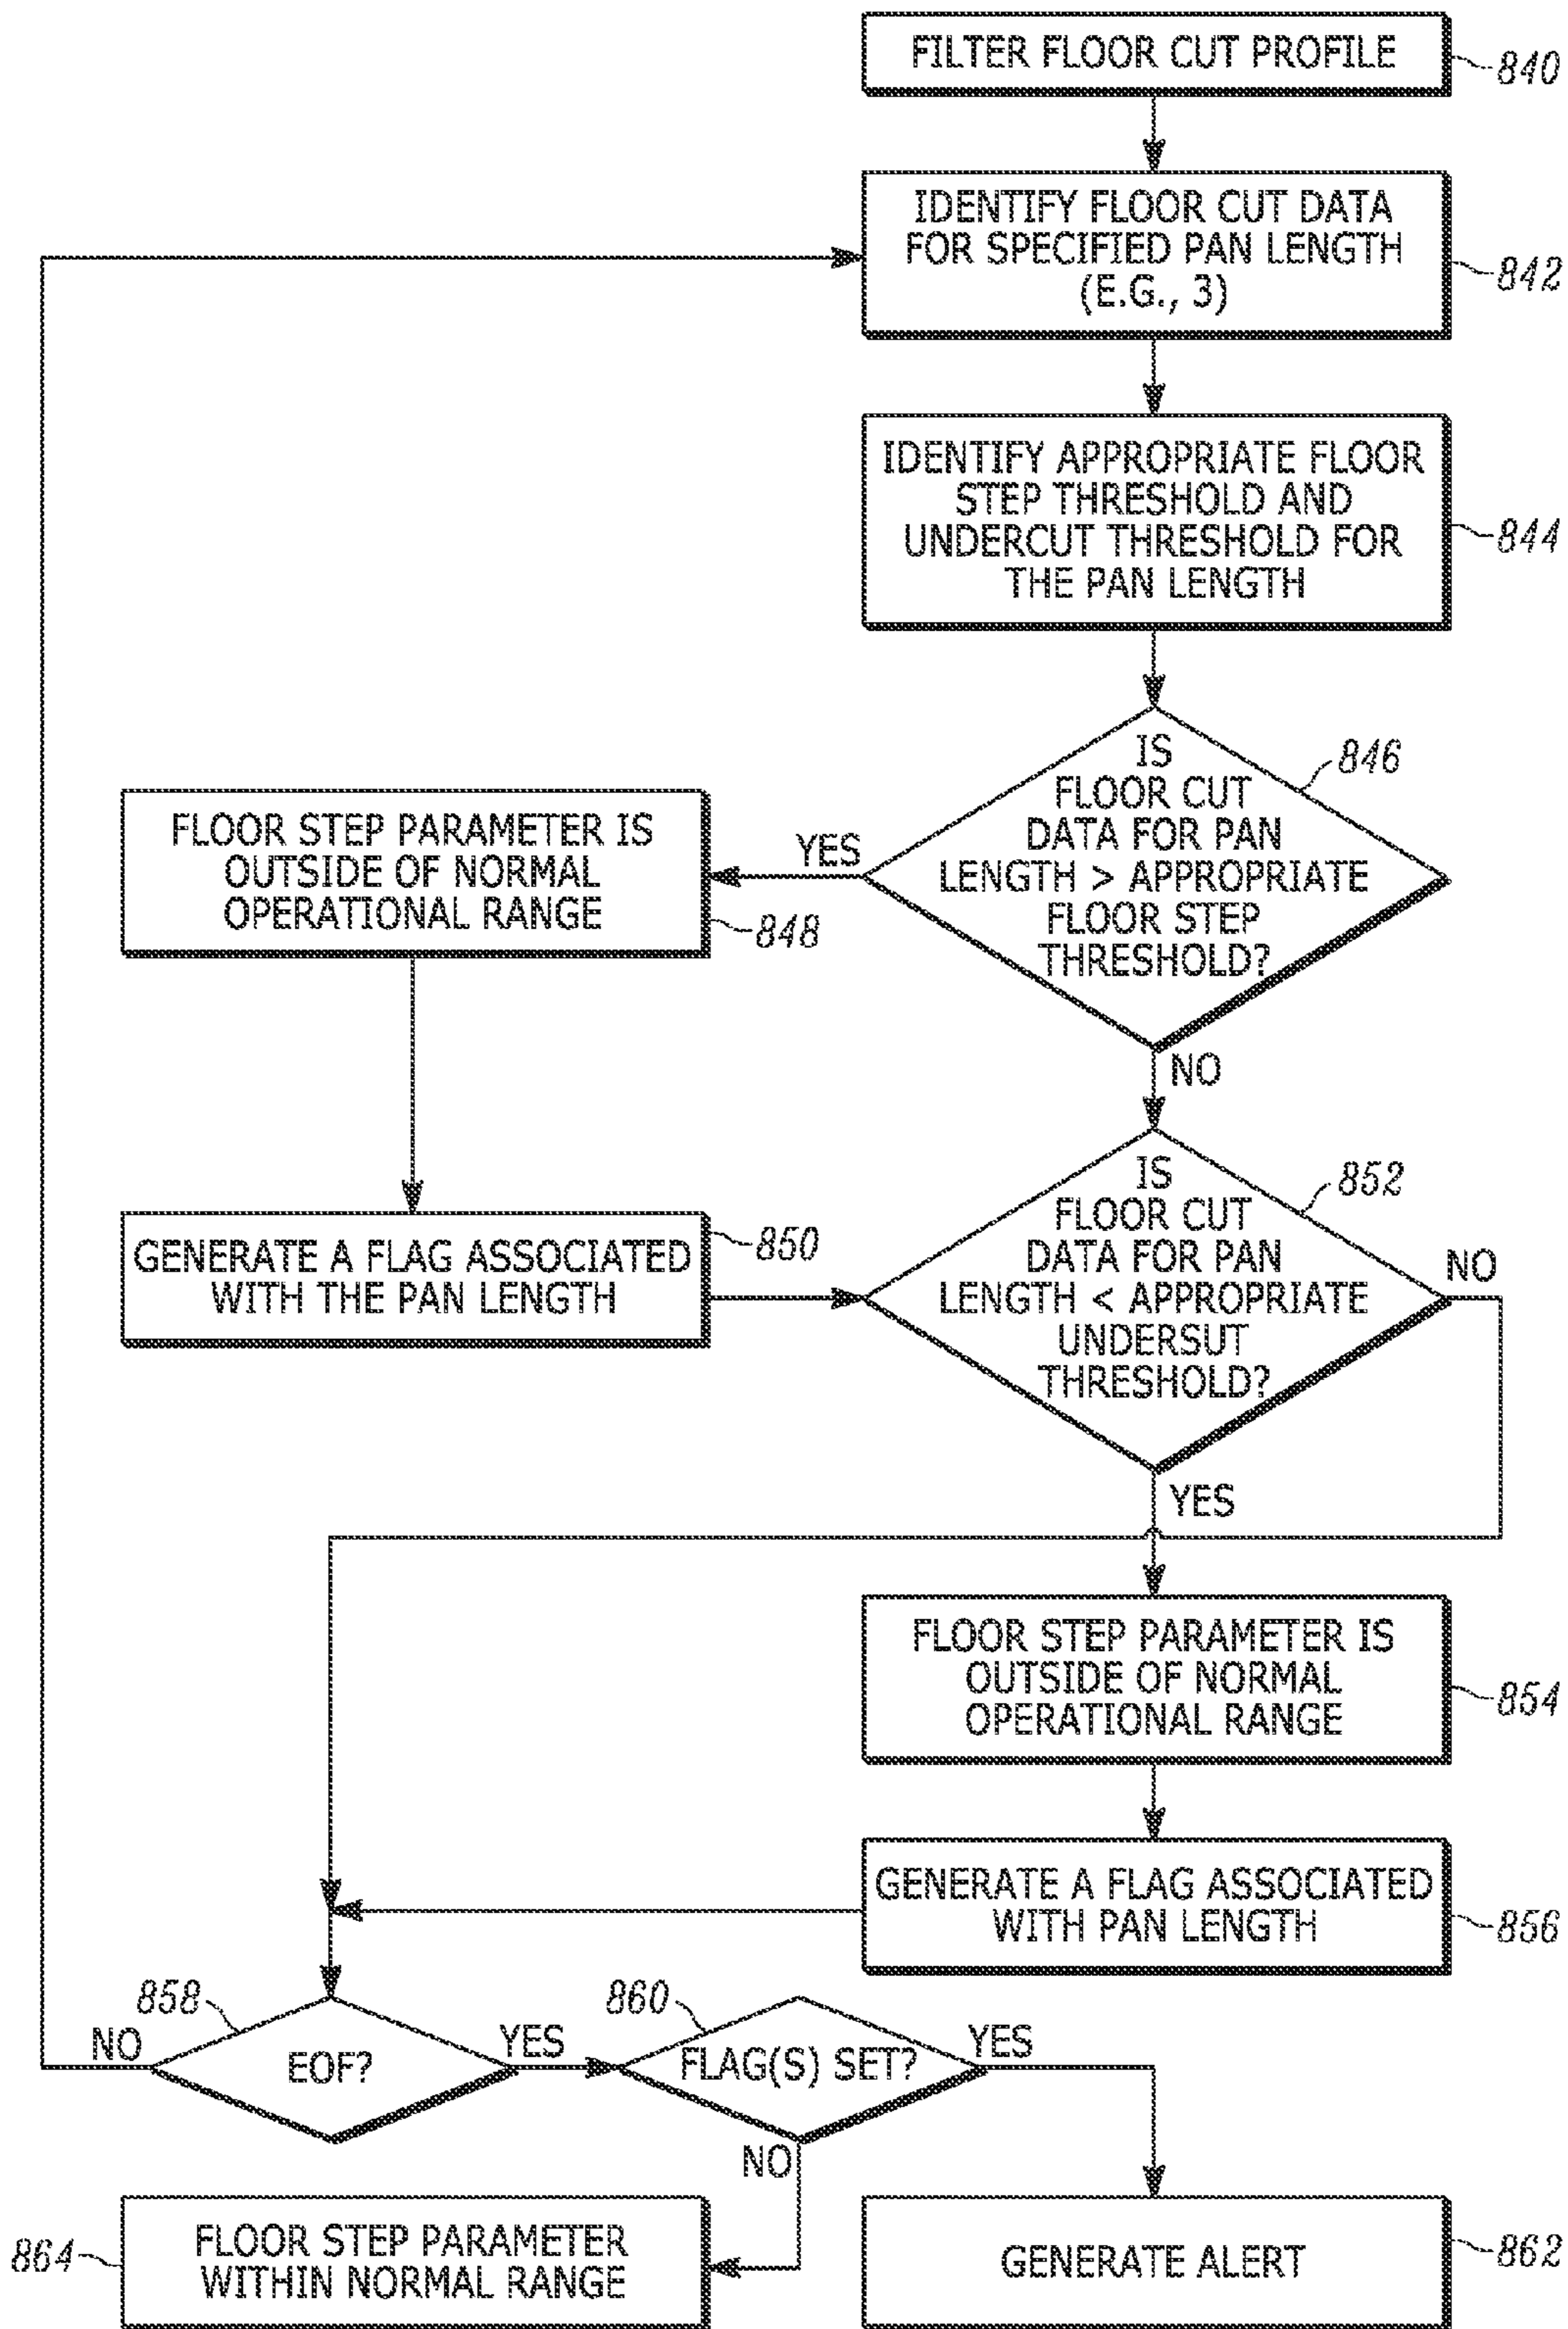 FILTER FLOOR CUT PROFILE
840
IDENTIFY FLOOR CUT DATA
FOR SPECIFIED PAN LENGTH
(E.G., 3)
842
IDENTIFY APPROPRIATE FLOOR
STEP THRESHOLD AND
UNDERCUT THRESHOLD FOR
THE PAN LENGTH
844
IS
FLOOR CUT
DATA FOR PAN
LENGTH > APPROPRIATE
FLOOR STEP
THRESHOLD?
846
YES
NO
FLOOR STEP PARAMETER IS
OUTSIDE OF NORMAL
OPERATIONAL RANGE
848
GENERATE A FLAG ASSOCIATED
WITH THE PAN LENGTH
850
IS
FLOOR CUT
DATA FOR PAN
LENGTH < APPROPRIATE
UNDERSUT
THRESHOLD?
852
NO
YES
FLOOR STEP PARAMETER IS
OUTSIDE OF NORMAL
OPERATIONAL RANGE
854
GENERATE A FLAG ASSOCIATED
WITH PAN LENGTH
856
858
NO
EOF?
YES
860
FLAG(S) SET?
YES
NO
864
FLOOR STEP PARAMETER
WITHIN NORMAL RANGE
GENERATE ALERT
862